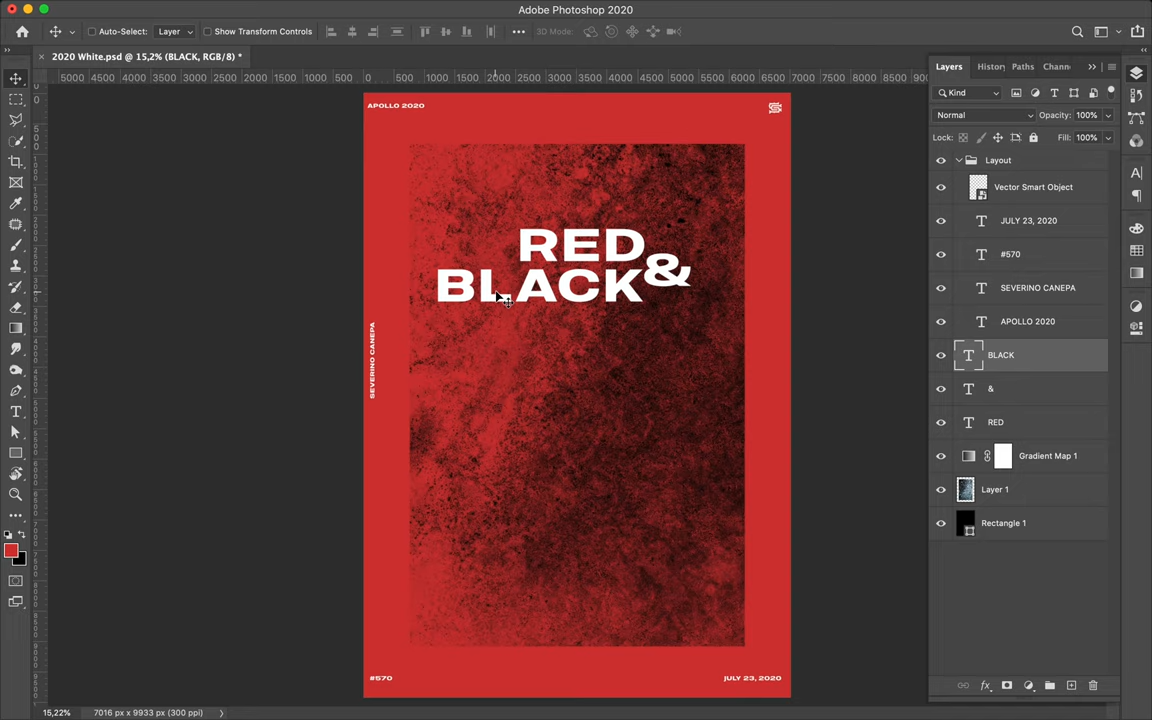 Adobe Photoshop 2020
Auto-Select: Layer Show Transform Controls 3D Mode:
2020 White.psd @ 15,2% (BLACK, RGB/8) *
5000 4500 4000 3500 3000 2500 2000 1500 1000 500 0 500 1000 1500 2000 2500 3000 3500 4000 4500 5000 5500 6000 6500 7000 7500 8000 8500 900
APOLLO 2020
RED
&
BLACK
SEVERINO CANEPA
#570
JULY 23, 2020
Layers History Paths Chann
Kind
Normal Opacity: 100%
Lock: Fill: 100%
Layout
Vector Smart Object
JULY 23, 2020
#570
SEVERINO CANEPA
APOLLO 2020
BLACK
&
RED
Gradient Map 1
Layer 1
Rectangle 1
15,22% 7016 px x 9933 px (300 ppi)